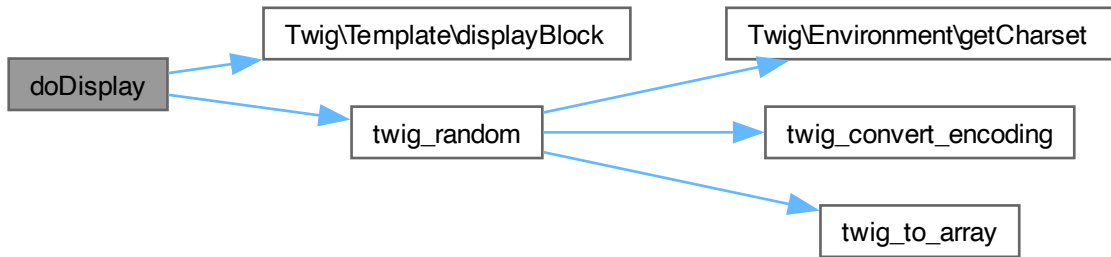 doDisplay
Twig\Template\displayBlock
twig_random
Twig\Environment\getCharset
twig_convert_encoding
twig_to_array